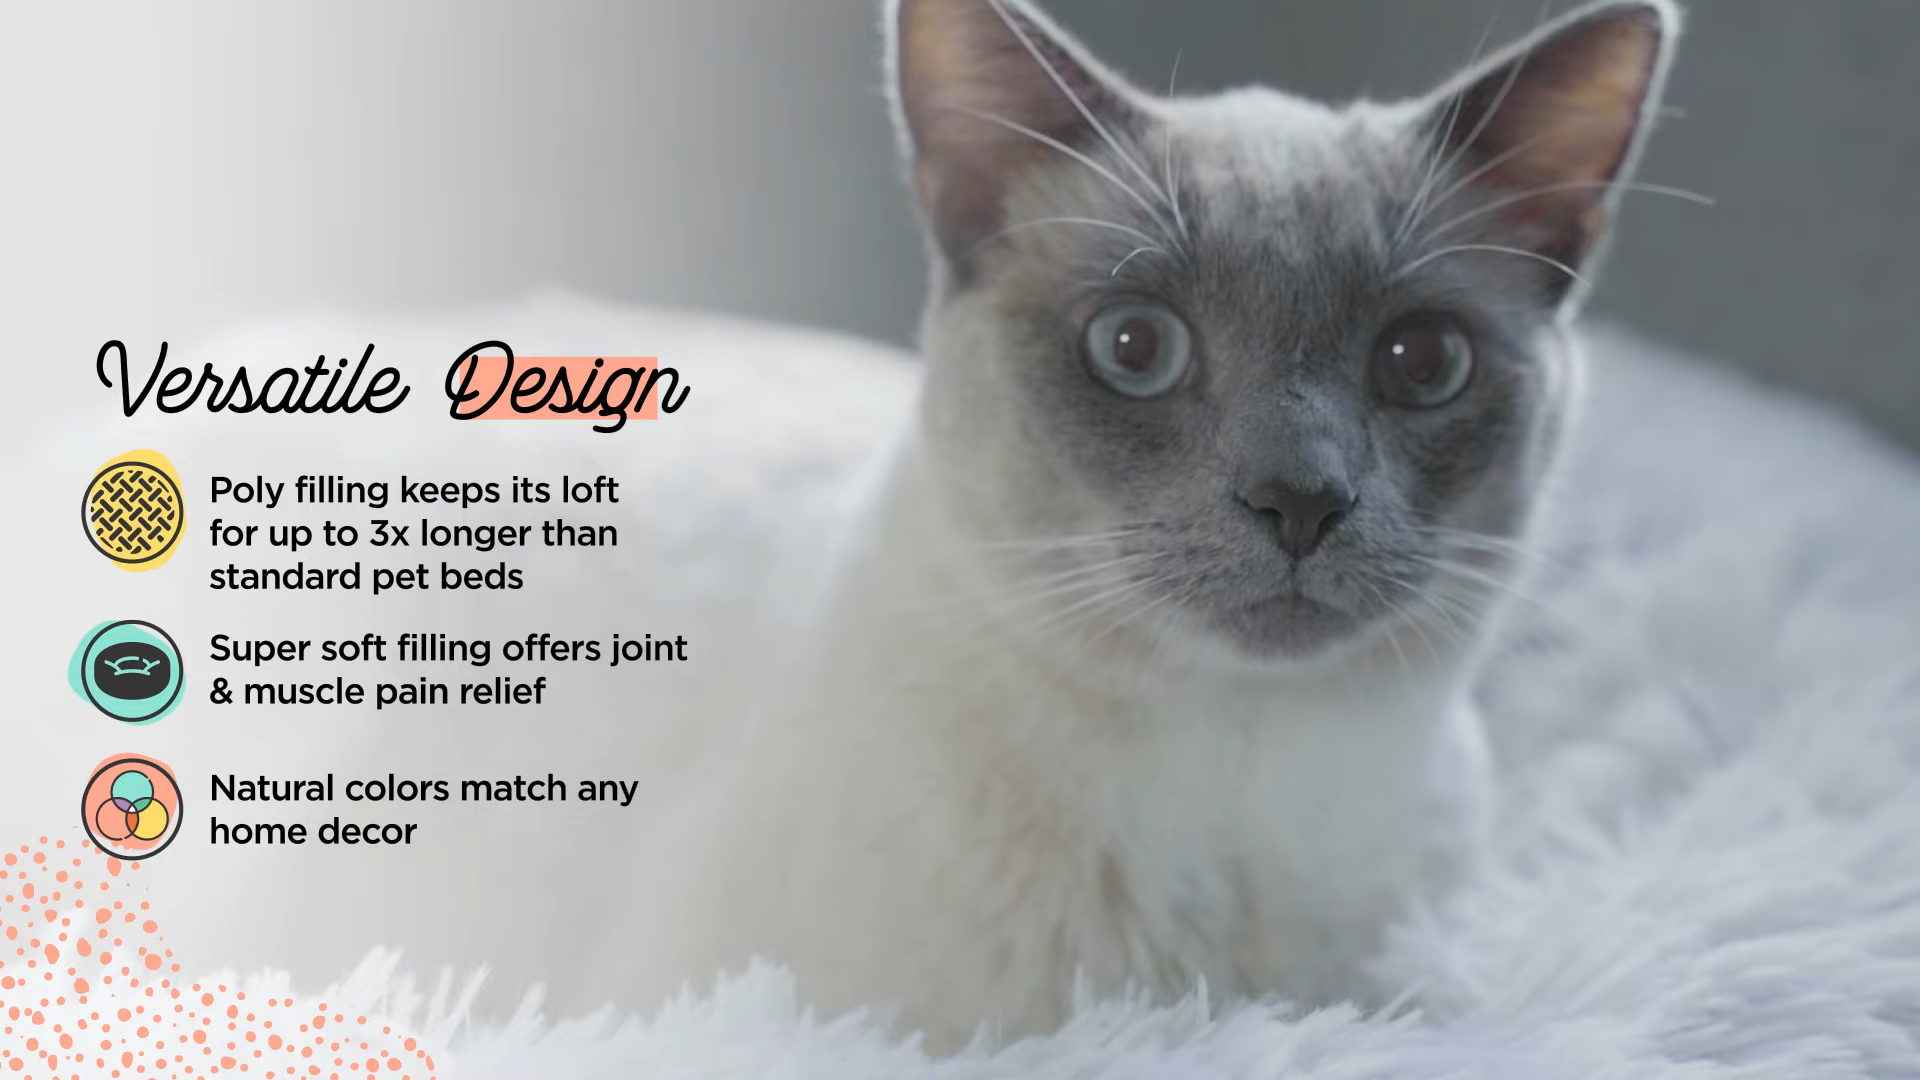 Versatile Design
Poly filling keeps its loft
for up to 3x longer than
standard pet beds
Super soft filling offers joint
& muscle pain relief
Natural colors match any
home decor